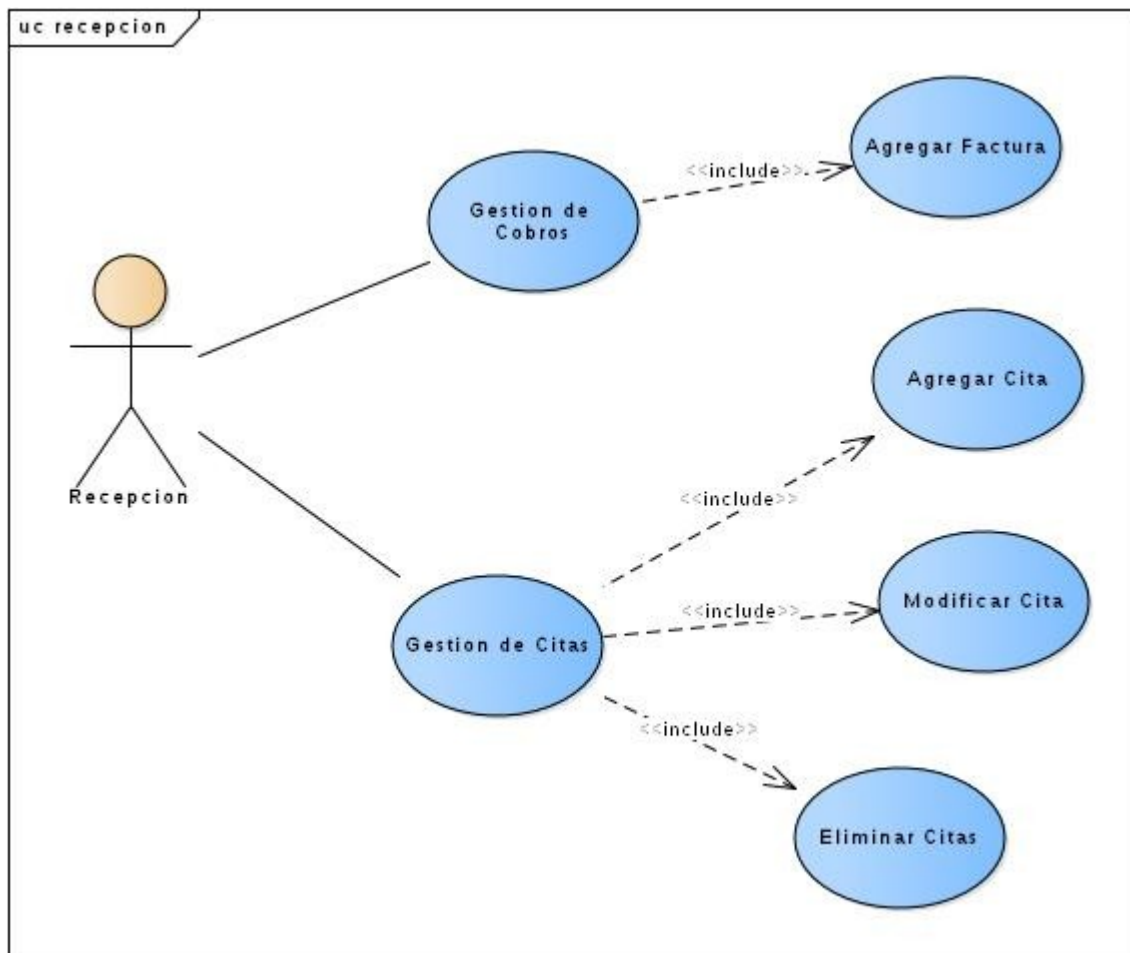 uc recepcion
Agregar Factura
<<include>>
Gestion de
Cobros
Agregar Cita
<<include>>
Recepcion
Modificar Cita
<<include>>
Gestion de Citas
<<include>>
Eliminar Citas